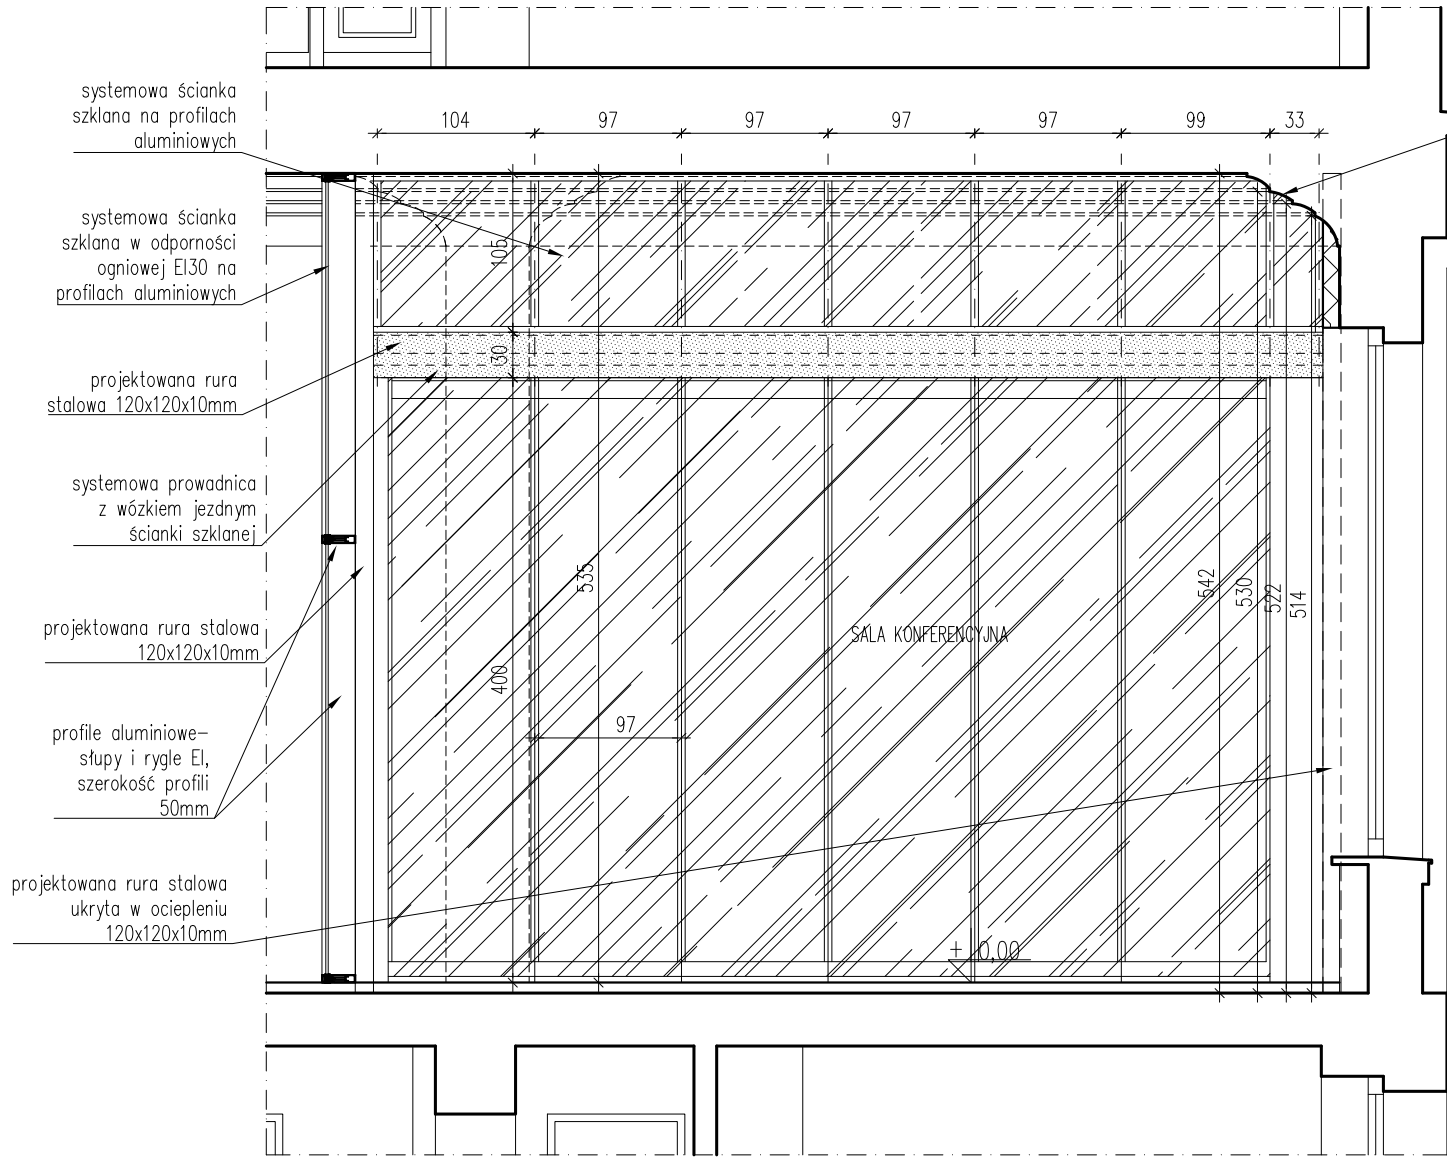 systemowa ścianka
szklana na profilach
aluminiowych
systemowa ścianka
szklana w odporności
ogniowej EI30 na
profilach aluminiowych
projektowana rura
stalowa 120x120x10mm
systemowa prowadnica
z wózkiem jezdnym
ścianki szklanej
projektowana rura stalowa
120x120x10mm
profile aluminiowe–
słupy i rygle EI,
szerokość profili
50mm
projektowana rura stalowa
ukryta w ociepleniu
120x120x10mm
104
97
97
97
97
99
33
105
30
535
400
97
SALA KONFERENCYJNA
542
530
522
514
+ 0,00